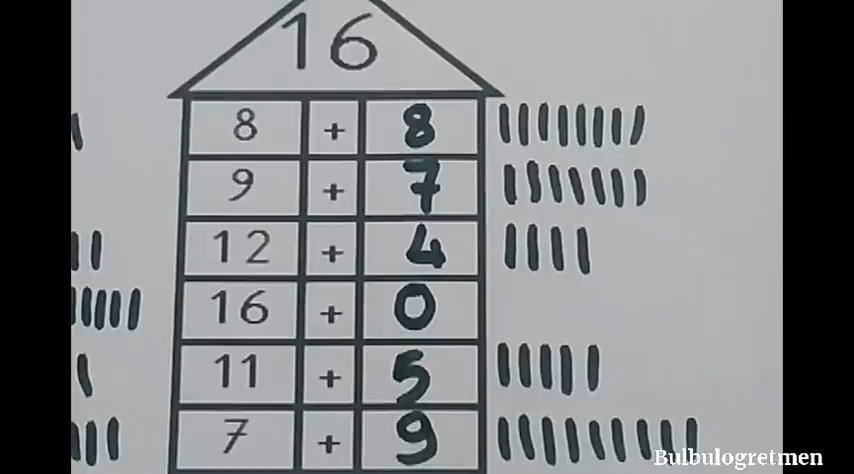 16
8 + 8
9 + 7
12 + 4
16 + 0
11 + 5
7 + 9
Bulbulogretmen